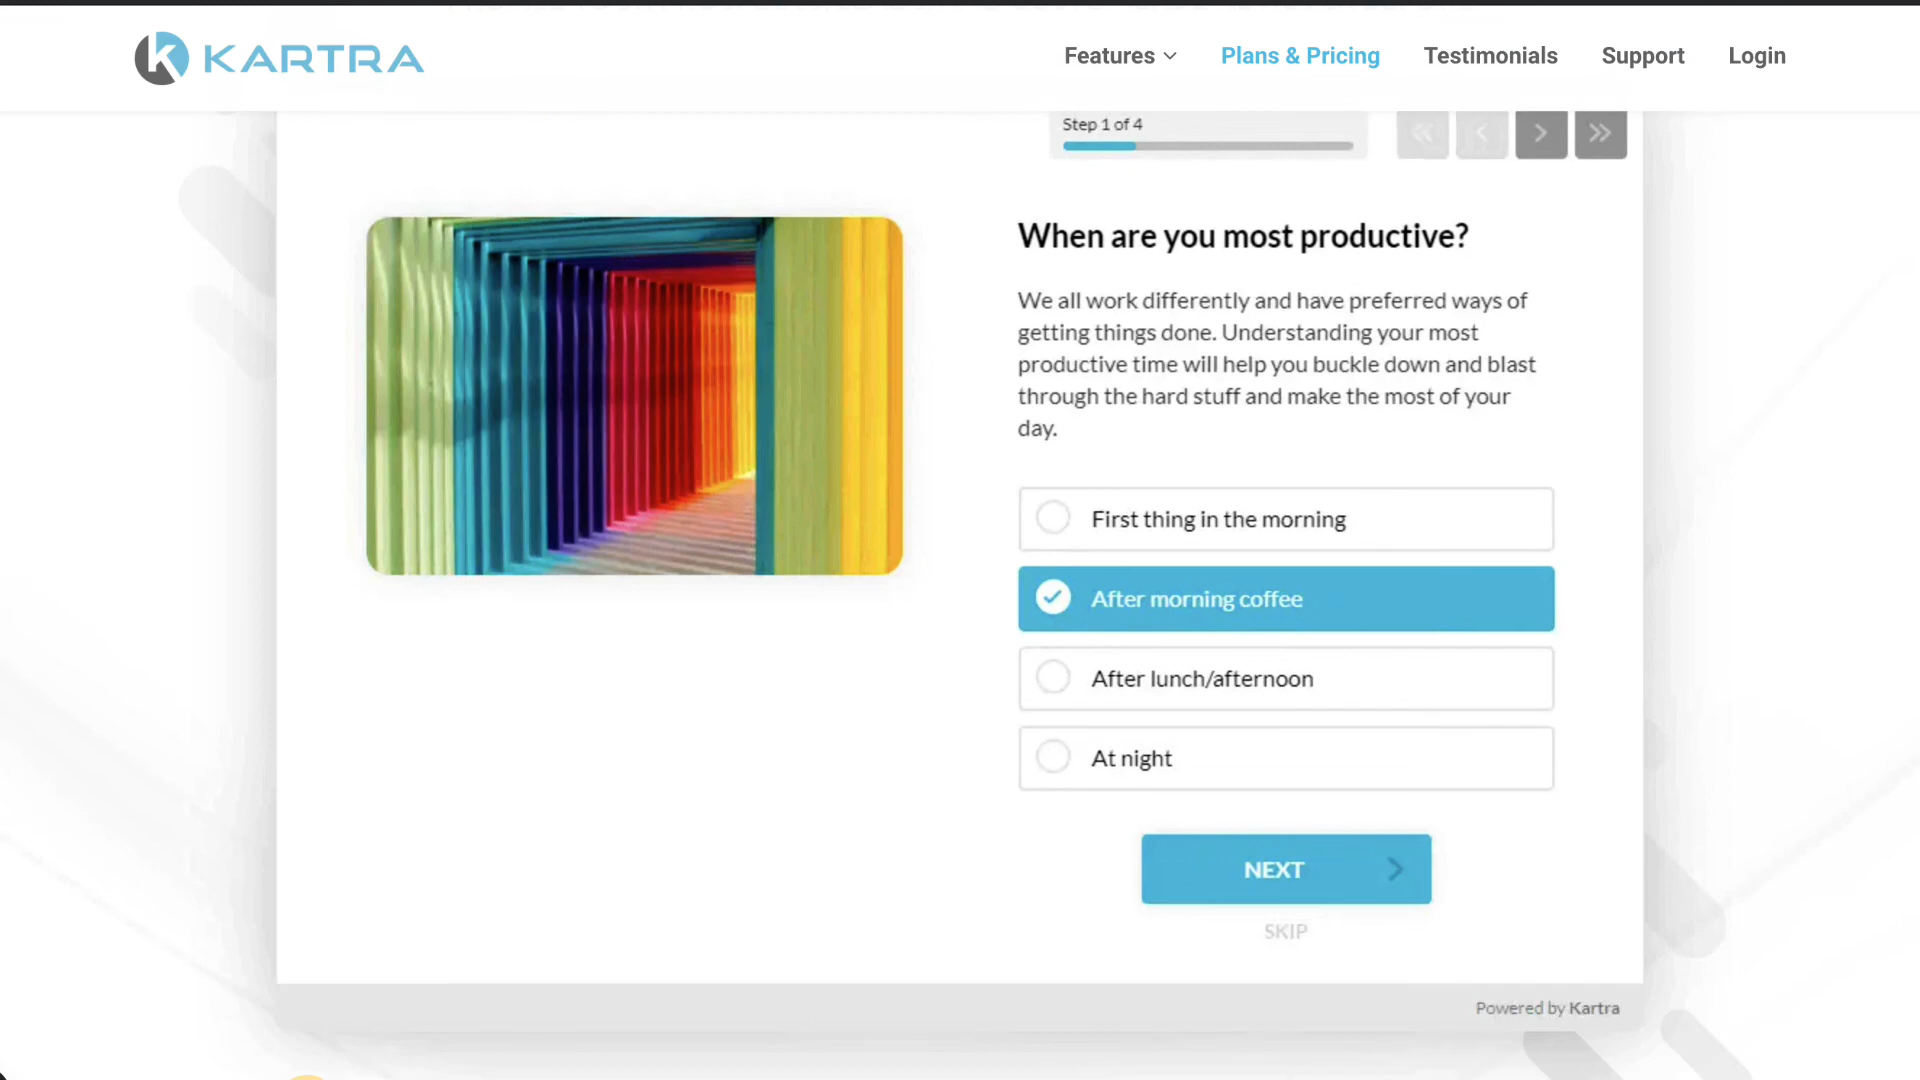 KARTRA
Features
Plans & Pricing
Testimonials
Support
Login
Step 1 of 4
When are you most productive?
We all work differently and have preferred ways of
getting things done. Understanding your most
productive time will help you buckle down and blast
through the hard stuff and make the most of your
day.
First thing in the morning
After morning coffee
After lunch/afternoon
At night
NEXT
SKIP
Powered by Kartra